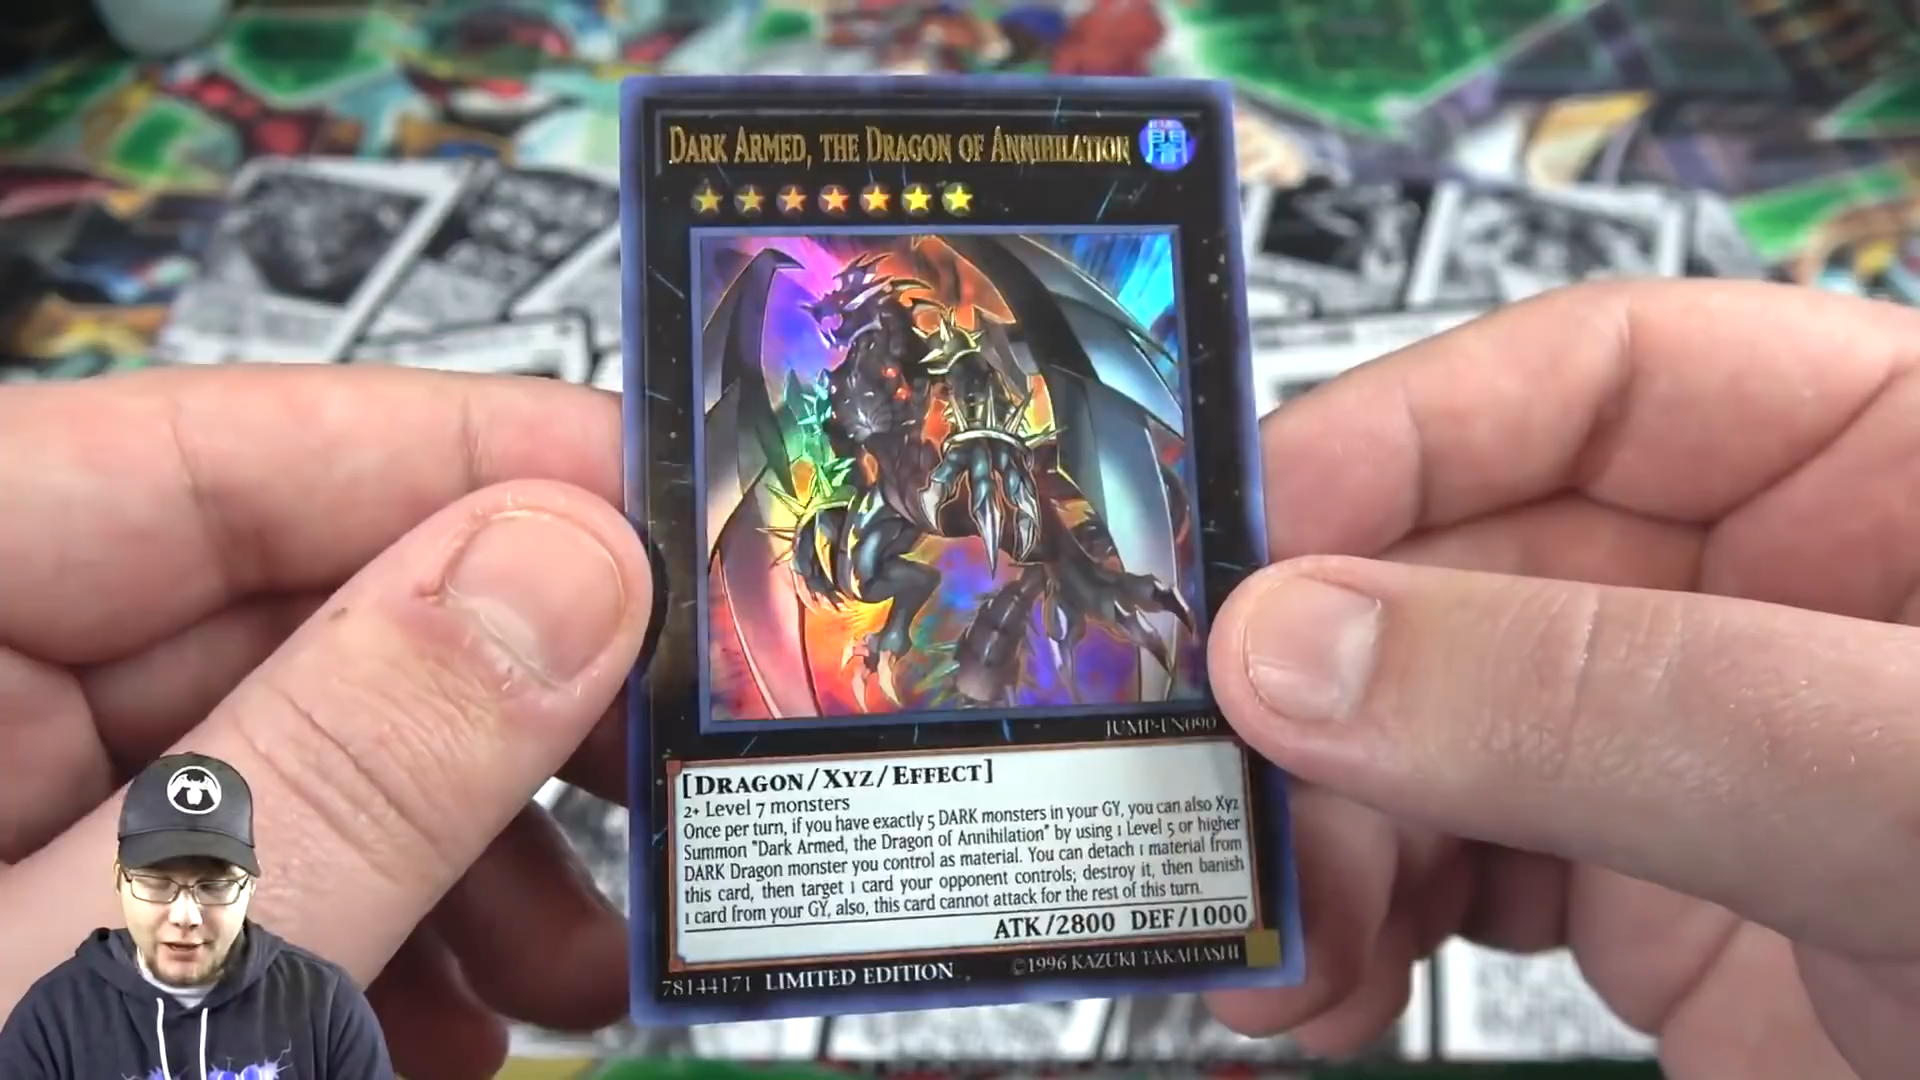 DARK ARMED, THE DRAGON OF ANNIHILATION
闇
JUMP-EN090
[DRAGON/XYZ/EFFECT]
2+ Level 7 monsters
Once per turn, if you have exactly 5 DARK monsters in your GY, you can also Xyz
Summon "Dark Armed, the Dragon of Annihilation" by using 1 Level 5 or higher
DARK Dragon monster you control as material. You can detach 1 material from
this card, then target 1 card your opponent controls; destroy it, then banish
1 card from your GY, also, this card cannot attack for the rest of this turn.
ATK/2800 DEF/1000
78144171 LIMITED EDITION ©1996 KAZUKI TAKAHASHI